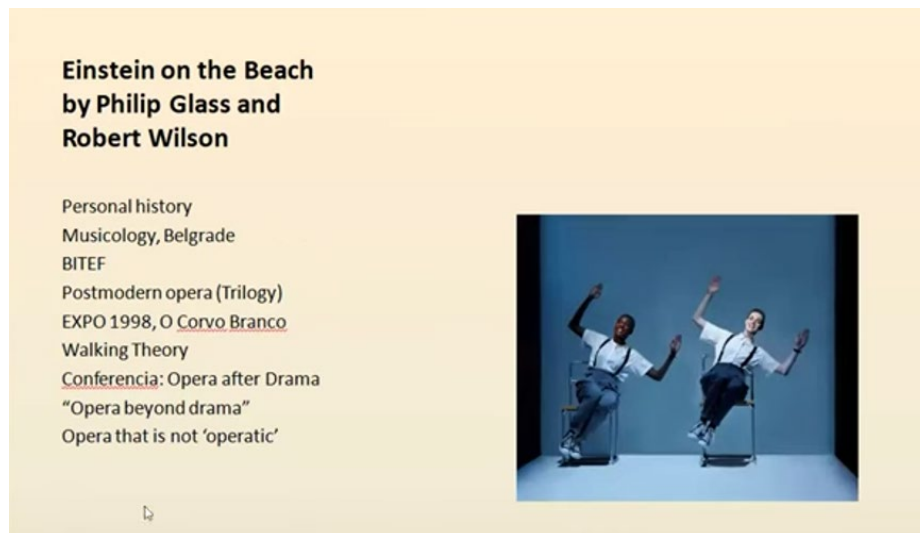 Einstein on the Beach
by Philip Glass and
Robert Wilson
Personal history
Musicology, Belgrade
BITEF
Postmodern opera (Trilogy)
EXPO 1998, O Corvo Branco
Walking Theory
Conferencia: Opera after Drama
“Opera beyond drama”
Opera that is not ‘operatic’